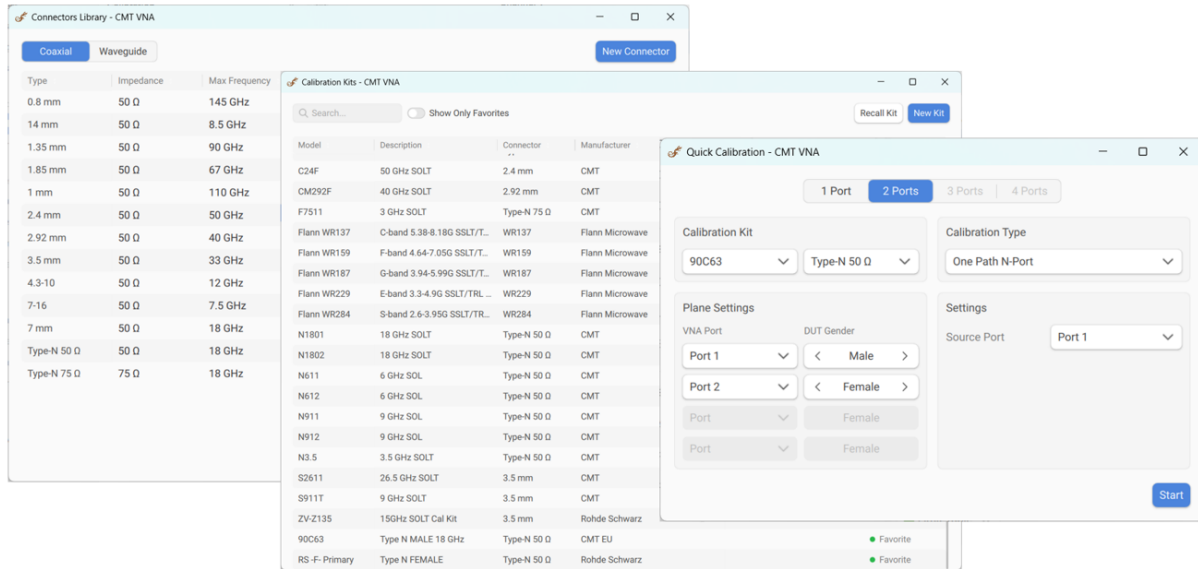 Connectors Library - CMT VNA
Coaxial Waveguide New Connector
Type Impedance Max Frequency
0.8 mm 50 Ω 145 GHz
14 mm 50 Ω 8.5 GHz
1.35 mm 50 Ω 90 GHz
1.85 mm 50 Ω 67 GHz
1 mm 50 Ω 110 GHz
2.4 mm 50 Ω 50 GHz
2.92 mm 50 Ω 40 GHz
3.5 mm 50 Ω 33 GHz
4.3-10 50 Ω 12 GHz
7-16 50 Ω 7.5 GHz
7 mm 50 Ω 18 GHz
Type-N 50 Ω 50 Ω 18 GHz
Type-N 75 Ω 75 Ω 18 GHz
Calibration Kits - CMT VNA
Search... Show Only Favorites Recall Kit New Kit
Model Description Connector Manufacturer
C24F 50 GHz SOLT 2.4 mm CMT
CM292F 40 GHz SOLT 2.92 mm CMT
F7511 3 GHz SOLT Type-N 75 Ω CMT
Flann WR137 C-band 5.38-8.18G SSLT/T... WR137 Flann Microwave
Flann WR159 F-band 4.64-7.05G SSLT/T... WR159 Flann Microwave
Flann WR187 G-band 3.94-5.99G SSLT/T... WR187 Flann Microwave
Flann WR229 E-band 3.3-4.9G SSLT/TRL ... WR229 Flann Microwave
Flann WR284 S-band 2.6-3.95G SSLT/TR... WR284 Flann Microwave
N1801 18 GHz SOLT Type-N 50 Ω CMT
N1802 18 GHz SOLT Type-N 50 Ω CMT
N611 6 GHz SOL Type-N 50 Ω CMT
N612 6 GHz SOL Type-N 50 Ω CMT
N911 9 GHz SOL Type-N 50 Ω CMT
N912 9 GHz SOL Type-N 50 Ω CMT
N3.5 3.5 GHz SOLT Type-N 50 Ω CMT
S2611 26.5 GHz SOLT 3.5 mm CMT
S911T 9 GHz SOLT 3.5 mm CMT
ZV-Z135 15GHz SOLT Cal Kit 3.5 mm Rohde Schwarz
90C63 Type N MALE 18 GHz Type-N 50 Ω CMT EU Favorite
RS -F- Primary Type N FEMALE Type-N 50 Ω Rohde Schwarz Favorite
Quick Calibration - CMT VNA
1 Port 2 Ports 3 Ports 4 Ports
Calibration Kit
90C63 Type-N 50 Ω
Calibration Type
One Path N-Port
Plane Settings
VNA Port DUT Gender
Port 1 Male
Port 2 Female
Port Female
Port Female
Settings
Source Port Port 1
Start